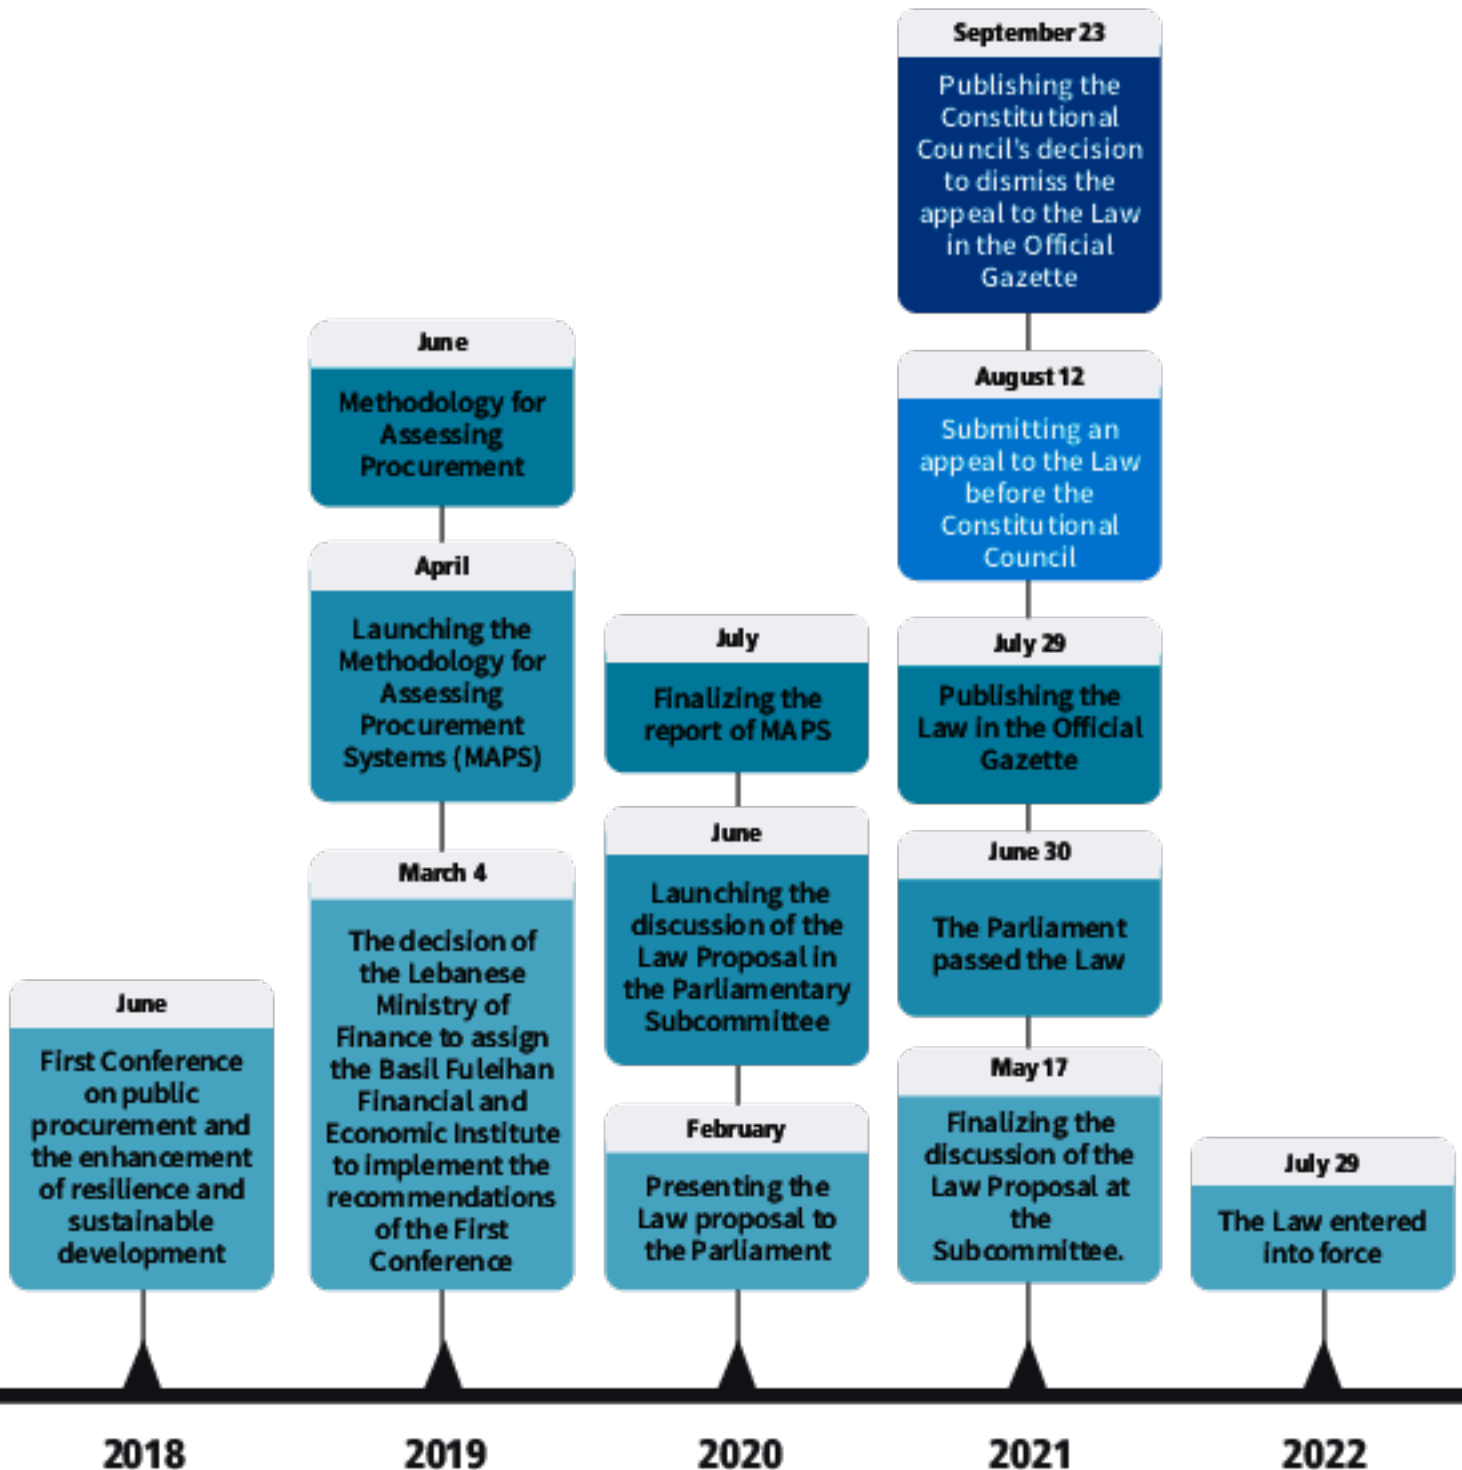 September 23
Publishing the
Constitutional
Council's decision
to dismiss the
appeal to the Law
in the Official
Gazette
August 12
Submitting an
appeal to the Law
before the
Constitutional
Council
July 29
Publishing the
Law in the Official
Gazette
June 30
The Parliament
passed the Law
May 17
Finalizing the
discussion of the
Law Proposal at
the
Subcommittee.
June
Methodology for
Assessing
Procurement
April
Launching the
Methodology for
Assessing
Procurement
Systems (MAPS)
March 4
The decision of
the Lebanese
Ministry of
Finance to assign
the Basil Fuleihan
Financial and
Economic Institute
to implement the
recommendations
of the First
Conference
July
Finalizing the
report of MAPS
June
Launching the
discussion of the
Law Proposal in
the Parliamentary
Subcommittee
February
Presenting the
Law proposal to
the Parliament
June
First Conference
on public
procurement and
the enhancement
of resilience and
sustainable
development
July 29
The Law entered
into force
2018
2019
2020
2021
2022